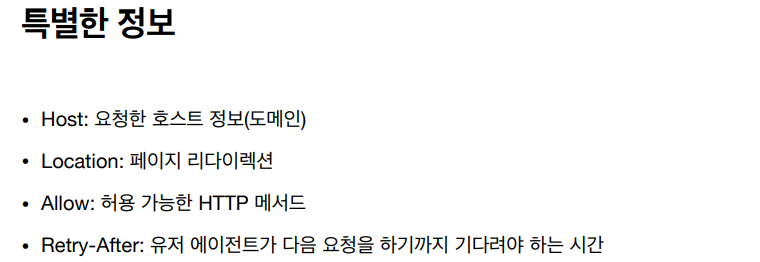 특별한 정보
• Host: 요청한 호스트 정보(도메인)
• Location: 페이지 리다이렉션
• Allow: 허용 가능한 HTTP 메서드
• Retry-After: 유저 에이전트가 다음 요청을 하기까지 기다려야 하는 시간